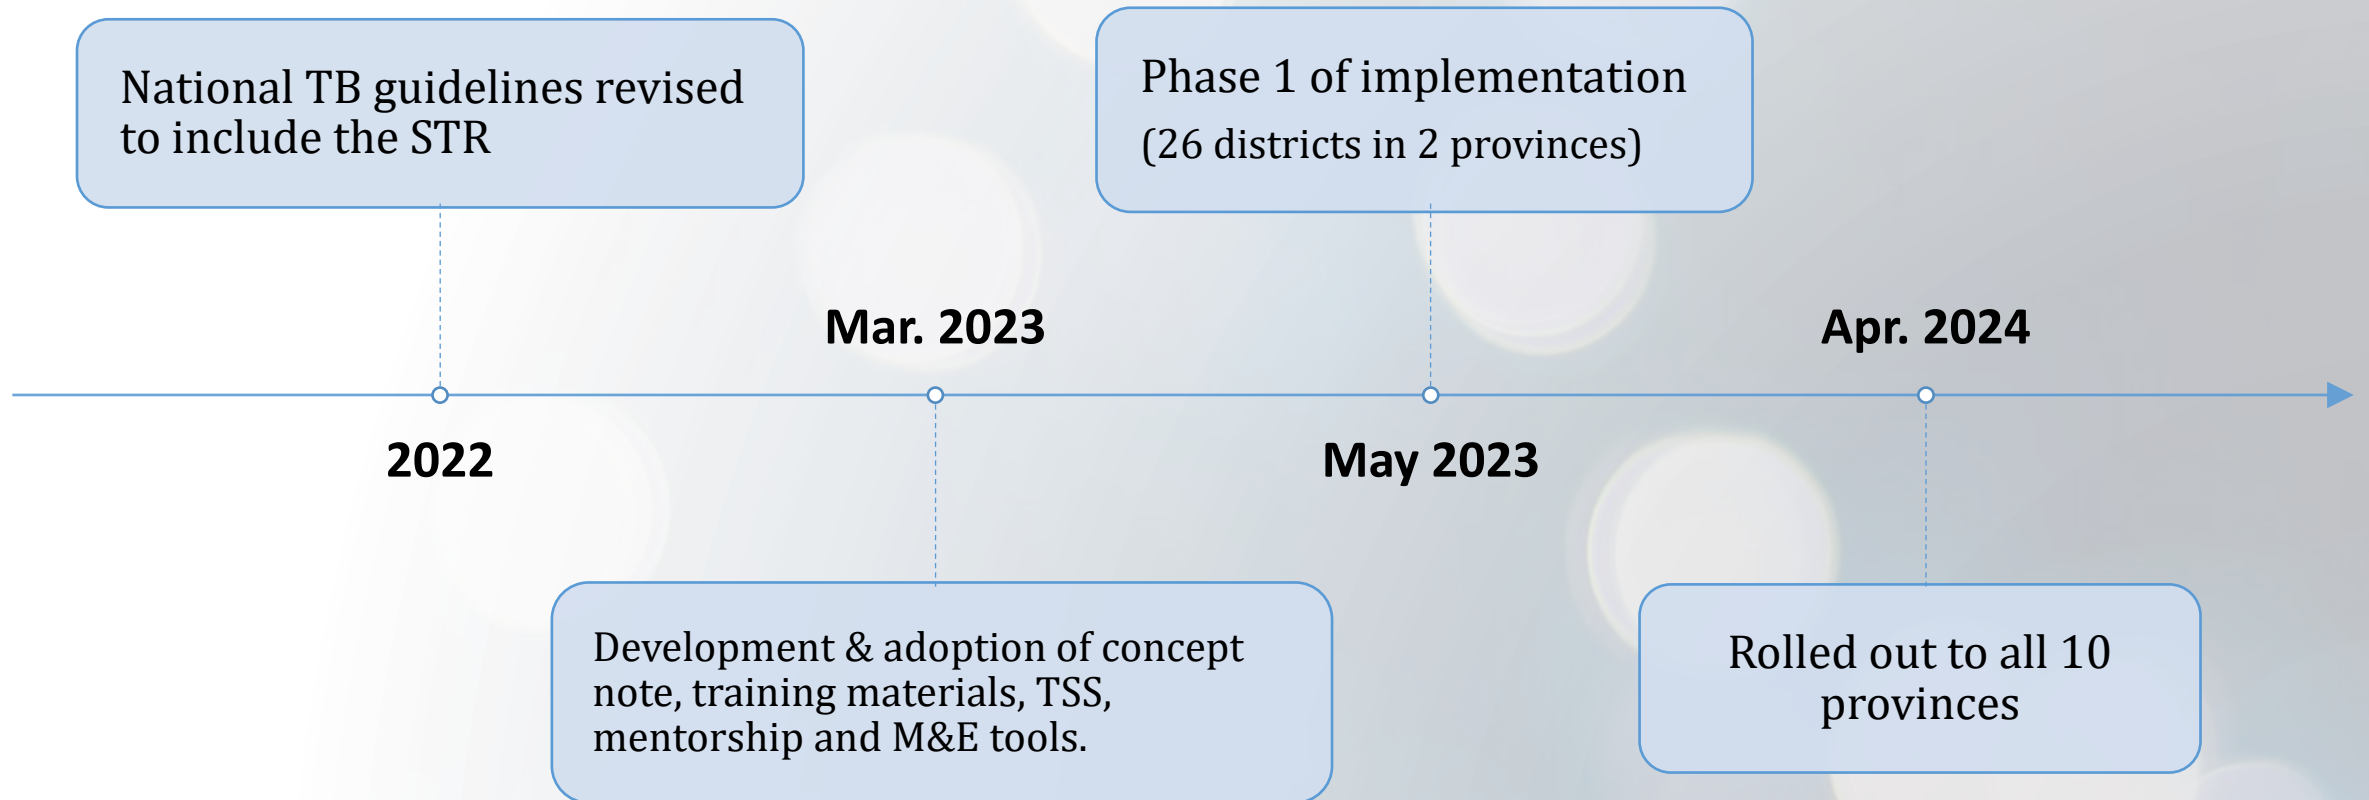 National TB guidelines revised
to include the STR
2022
Mar. 2023
Development & adoption of concept
note, training materials, TSS,
mentorship and M&E tools.
Phase 1 of implementation
(26 districts in 2 provinces)
May 2023
Apr. 2024
Rolled out to all 10
provinces